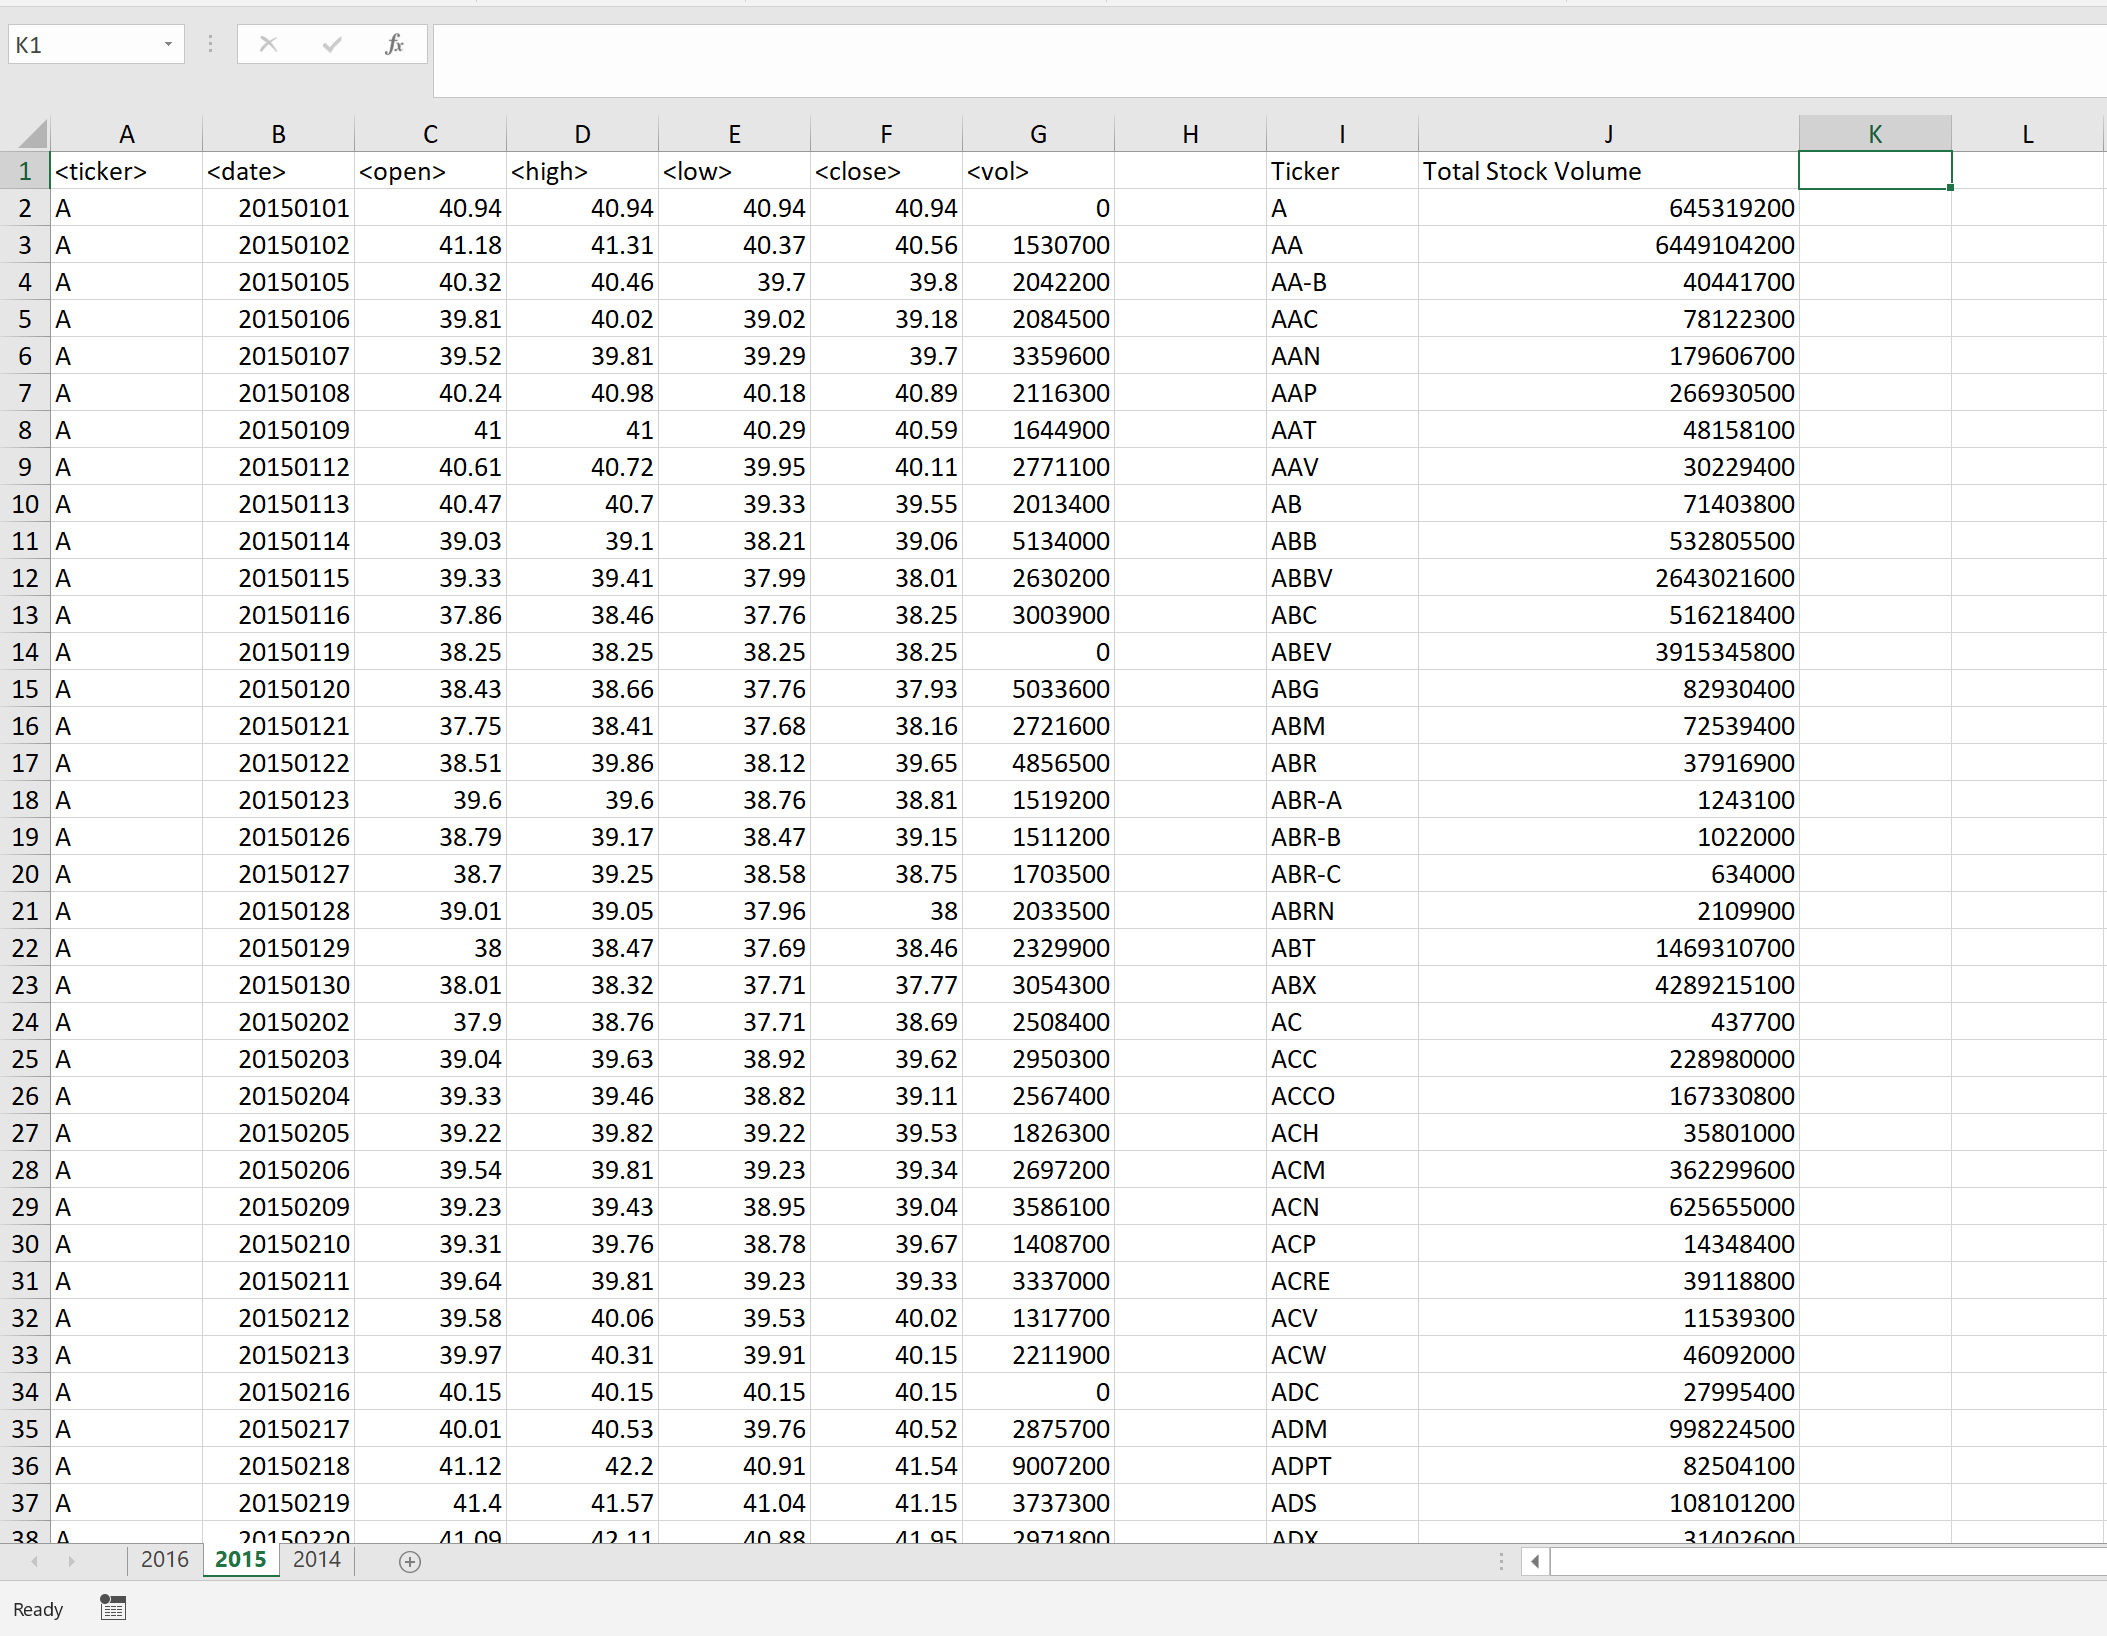 K1 fx
A B C D E F G H I J K L
1 <ticker> <date> <open> <high> <low> <close> <vol> Ticker Total Stock Volume
2 A 20150101 40.94 40.94 40.94 40.94 0 A 645319200
3 A 20150102 41.18 41.31 40.37 40.56 1530700 AA 6449104200
4 A 20150105 40.32 40.46 39.7 39.8 2042200 AA-B 40441700
5 A 20150106 39.81 40.02 39.02 39.18 2084500 AAC 78122300
6 A 20150107 39.52 39.81 39.29 39.7 3359600 AAN 179606700
7 A 20150108 40.24 40.98 40.18 40.89 2116300 AAP 266930500
8 A 20150109 41 41 40.29 40.59 1644900 AAT 48158100
9 A 20150112 40.61 40.72 39.95 40.11 2771100 AAV 30229400
10 A 20150113 40.47 40.7 39.33 39.55 2013400 AB 71403800
11 A 20150114 39.03 39.1 38.21 39.06 5134000 ABB 532805500
12 A 20150115 39.33 39.41 37.99 38.01 2630200 ABBV 2643021600
13 A 20150116 37.86 38.46 37.76 38.25 3003900 ABC 516218400
14 A 20150119 38.25 38.25 38.25 38.25 0 ABEV 3915345800
15 A 20150120 38.43 38.66 37.76 37.93 5033600 ABG 82930400
16 A 20150121 37.75 38.41 37.68 38.16 2721600 ABM 72539400
17 A 20150122 38.51 39.86 38.12 39.65 4856500 ABR 37916900
18 A 20150123 39.6 39.6 38.76 38.81 1519200 ABR-A 1243100
19 A 20150126 38.79 39.17 38.47 39.15 1511200 ABR-B 1022000
20 A 20150127 38.7 39.25 38.58 38.75 1703500 ABR-C 634000
21 A 20150128 39.01 39.05 37.96 38 2033500 ABRN 2109900
22 A 20150129 38 38.47 37.69 38.46 2329900 ABT 1469310700
23 A 20150130 38.01 38.32 37.71 37.77 3054300 ABX 4289215100
24 A 20150202 37.9 38.76 37.71 38.69 2508400 AC 437700
25 A 20150203 39.04 39.63 38.92 39.62 2950300 ACC 228980000
26 A 20150204 39.33 39.46 38.82 39.11 2567400 ACCO 167330800
27 A 20150205 39.22 39.82 39.22 39.53 1826300 ACH 35801000
28 A 20150206 39.54 39.81 39.23 39.34 2697200 ACM 362299600
29 A 20150209 39.23 39.43 38.95 39.04 3586100 ACN 625655000
30 A 20150210 39.31 39.76 38.78 39.67 1408700 ACP 14348400
31 A 20150211 39.64 39.81 39.23 39.33 3337000 ACRE 39118800
32 A 20150212 39.58 40.06 39.53 40.02 1317700 ACV 11539300
33 A 20150213 39.97 40.31 39.91 40.15 2211900 ACW 46092000
34 A 20150216 40.15 40.15 40.15 40.15 0 ADC 27995400
35 A 20150217 40.01 40.53 39.76 40.52 2875700 ADM 998224500
36 A 20150218 41.12 42.2 40.91 41.54 9007200 ADPT 82504100
37 A 20150219 41.4 41.57 41.04 41.15 3737300 ADS 108101200
38 A 20150220 41.09 42.11 40.88 41.95 2971800 ADX 31402600
2016 2015 2014
Ready